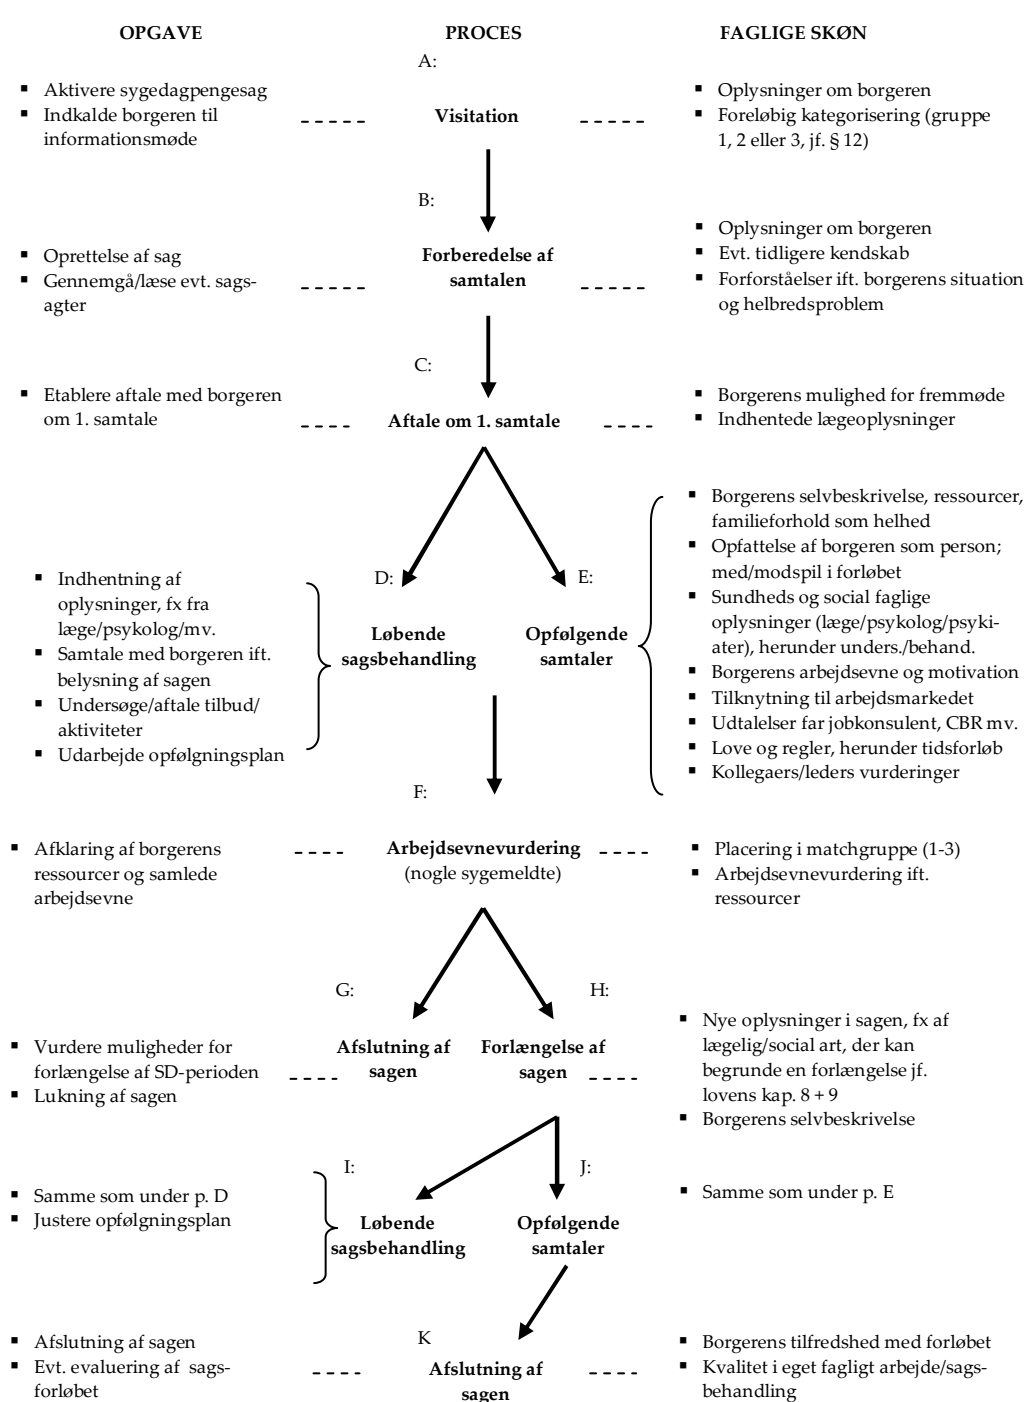 OPGAVE
PROCES
FAGLIGE SKØN
A:
▪ Aktivere sygedagpengesag
▪ Indkalde borgeren til
informationsmøde
Visitation
▪ Oplysninger om borgeren
▪ Foreløbig kategorisering (gruppe
1, 2 eller 3, jf. § 12)
B:
▪ Oprettelse af sag
▪ Gennemgå/læse evt. sags-
agter
Forberedelse af
samtalen
▪ Oplysninger om borgeren
▪ Evt. tidligere kendskab
▪ Forforståelser ift. borgerens situation
og helbredsproblem
C:
▪ Etablere aftale med borgeren
om 1. samtale
Aftale om 1. samtale
▪ Borgerens mulighed for fremmøde
▪ Indhentede lægeoplysninger
D:
E:
▪ Indhentning af
oplysninger, fx fra
læge/psykolog/mv.
▪ Samtale med borgeren ift.
belysning af sagen
▪ Undersøge/aftale tilbud/
aktiviteter
▪ Udarbejde opfølgningsplan
Løbende
sagsbehandling
Opfølgende
samtaler
▪ Borgerens selvbeskrivelse, ressourcer,
familieforhold som helhed
▪ Opfattelse af borgeren som person;
med/modspil i forløbet
▪ Sundheds og social faglige
oplysninger (læge/psykolog/psyki-
ater), herunder unders./behand.
▪ Borgerens arbejdsevne og motivation
▪ Tilknytning til arbejdsmarkedet
▪ Udtalelser far jobkonsulent, CBR mv.
▪ Love og regler, herunder tidsforløb
▪ Kollegaers/leders vurderinger
F:
▪ Afklaring af borgerens
ressourcer og samlede
arbejdsevne
Arbejdsevnevurdering
(nogle sygemeldte)
▪ Placering i matchgruppe (1-3)
▪ Arbejdsevnevurdering ift.
ressourcer
G:
H:
▪ Vurdere muligheder for
forlængelse af SD-perioden
▪ Lukning af sagen
Afslutning af
sagen
Forlængelse af
sagen
▪ Nye oplysninger i sagen, fx af
lægelig/social art, der kan
begrunde en forlængelse jf.
lovens kap. 8 + 9
▪ Borgerens selvbeskrivelse
I:
J:
▪ Samme som under p. D
▪ Justere opfølgningsplan
Løbende
sagsbehandling
Opfølgende
samtaler
▪ Samme som under p. E
K
▪ Afslutning af sagen
▪ Evt. evaluering af sags-
forløbet
Afslutning af
sagen
▪ Borgerens tilfredshed med forløbet
▪ Kvalitet i eget fagligt arbejde/sags-
behandling